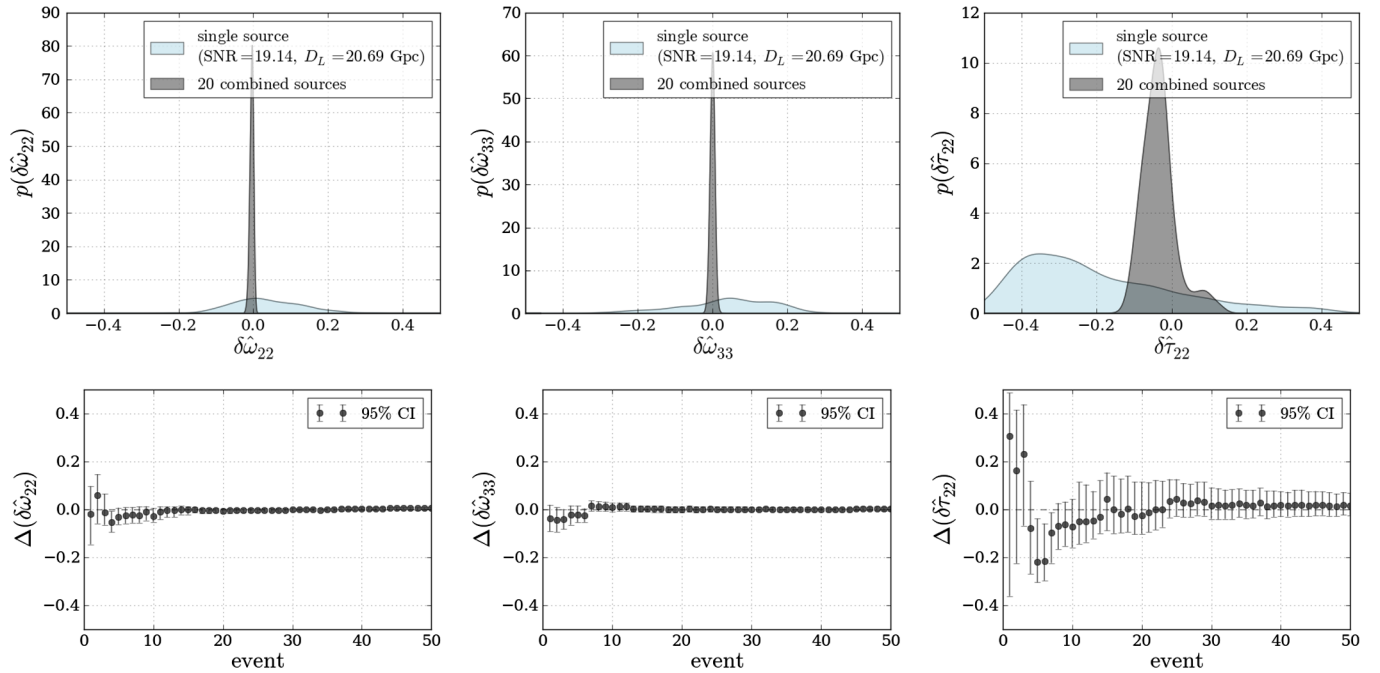 90
80
70
60
50
40
30
20
10
0
p(δω̂₂₂)
single source
(SNR=19.14, D_L=20.69 Gpc)
20 combined sources
−0.4 −0.2 0.0 0.2 0.4
δω̂₂₂
70
60
50
40
30
20
10
0
p(δω̂₃₃)
single source
(SNR=19.14, D_L=20.69 Gpc)
20 combined sources
−0.4 −0.2 0.0 0.2 0.4
δω̂₃₃
12
10
8
6
4
2
0
p(δτ̂₂₂)
single source
(SNR=19.14, D_L=20.69 Gpc)
20 combined sources
−0.4 −0.2 0.0 0.2 0.4
δτ̂₂₂
0.4
0.2
0.0
−0.2
−0.4
Δ(δω̂₂₂)
95% CI
0 10 20 30 40 50
event
0.4
0.2
0.0
−0.2
−0.4
Δ(δω̂₃₃)
95% CI
0 10 20 30 40 50
event
0.4
0.2
0.0
−0.2
−0.4
Δ(δτ̂₂₂)
95% CI
0 10 20 30 40 50
event